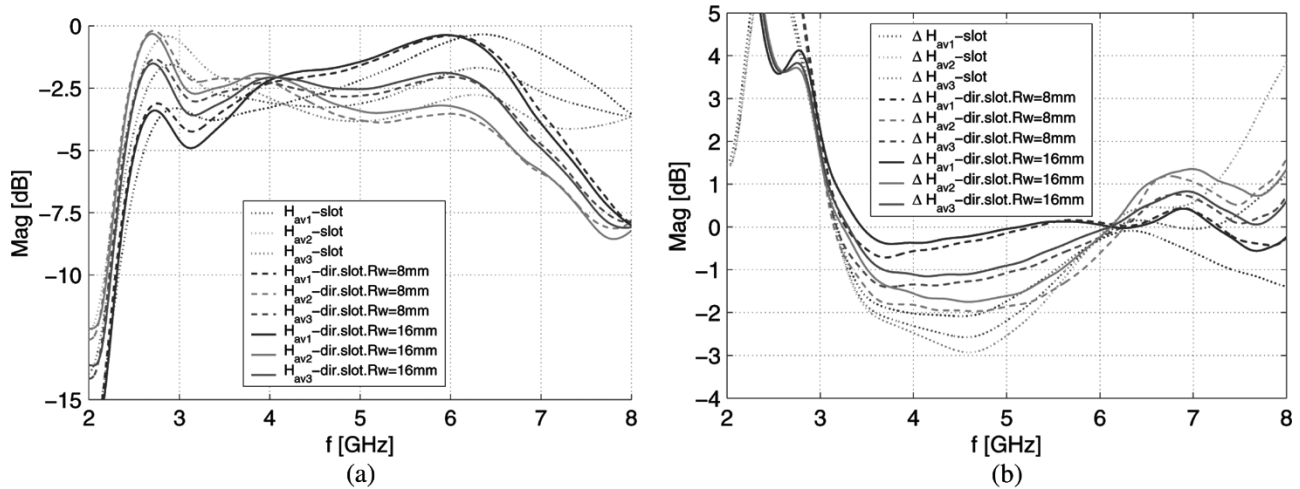 0
-2.5
-5
-7.5
-10
-15
Mag [dB]
H_av1-slot
H_av2-slot
H_av3-slot
H_av1-dir.slot.Rw=8mm
H_av2-dir.slot.Rw=8mm
H_av3-dir.slot.Rw=8mm
H_av1-dir.slot.Rw=16mm
H_av2-dir.slot.Rw=16mm
H_av3-dir.slot.Rw=16mm
2 3 4 5 6 7 8
f [GHz]
(a)
5
4
3
2
1
0
-1
-2
-3
-4
Mag [dB]
Δ H_av1-slot
Δ H_av2-slot
Δ H_av3-slot
Δ H_av1-dir.slot.Rw=8mm
Δ H_av2-dir.slot.Rw=8mm
Δ H_av3-dir.slot.Rw=8mm
Δ H_av1-dir.slot.Rw=16mm
Δ H_av2-dir.slot.Rw=16mm
Δ H_av3-dir.slot.Rw=16mm
2 3 4 5 6 7 8
f [GHz]
(b)